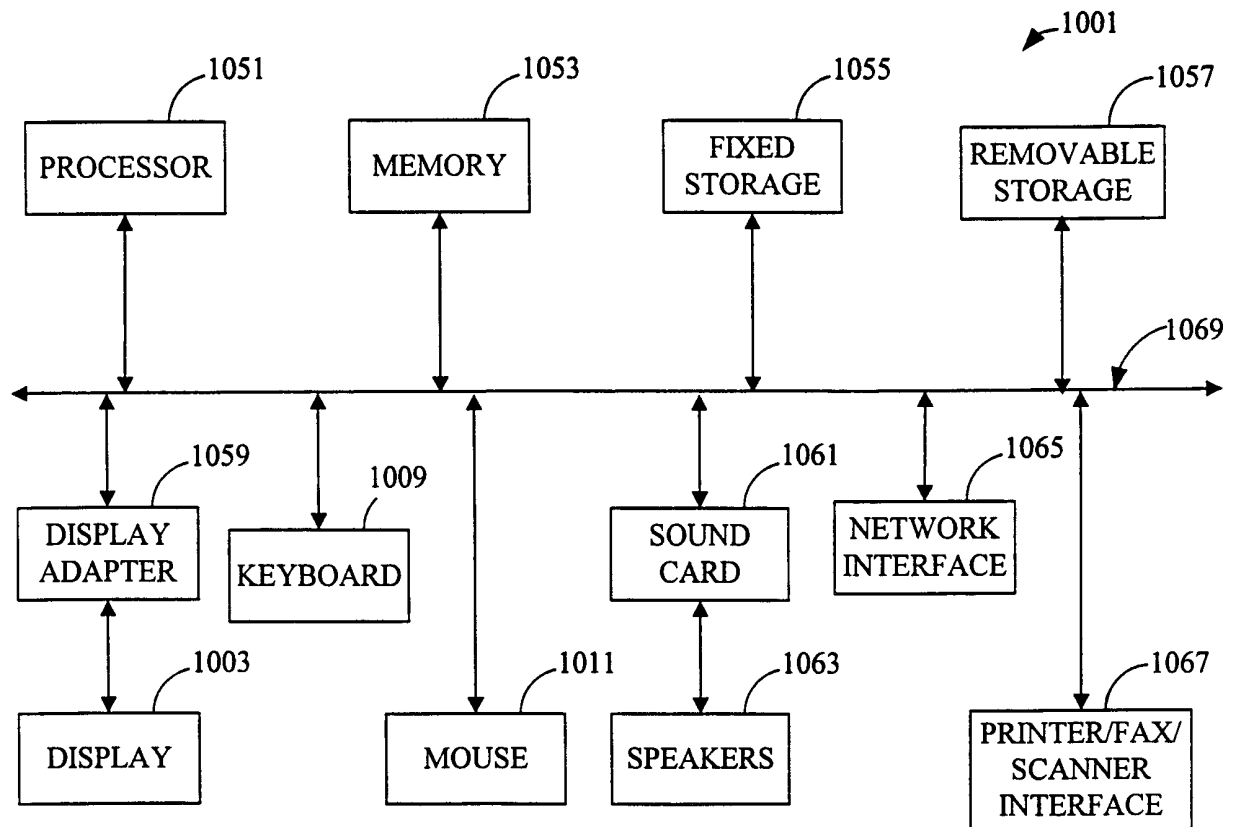 1001
1051
1053
1055
1057
PROCESSOR
MEMORY
FIXED
STORAGE
REMOVABLE
STORAGE
1069
1059
1009
1061
1065
DISPLAY
ADAPTER
KEYBOARD
SOUND
CARD
NETWORK
INTERFACE
1003
1011
1063
1067
DISPLAY
MOUSE
SPEAKERS
PRINTER/FAX/
SCANNER
INTERFACE